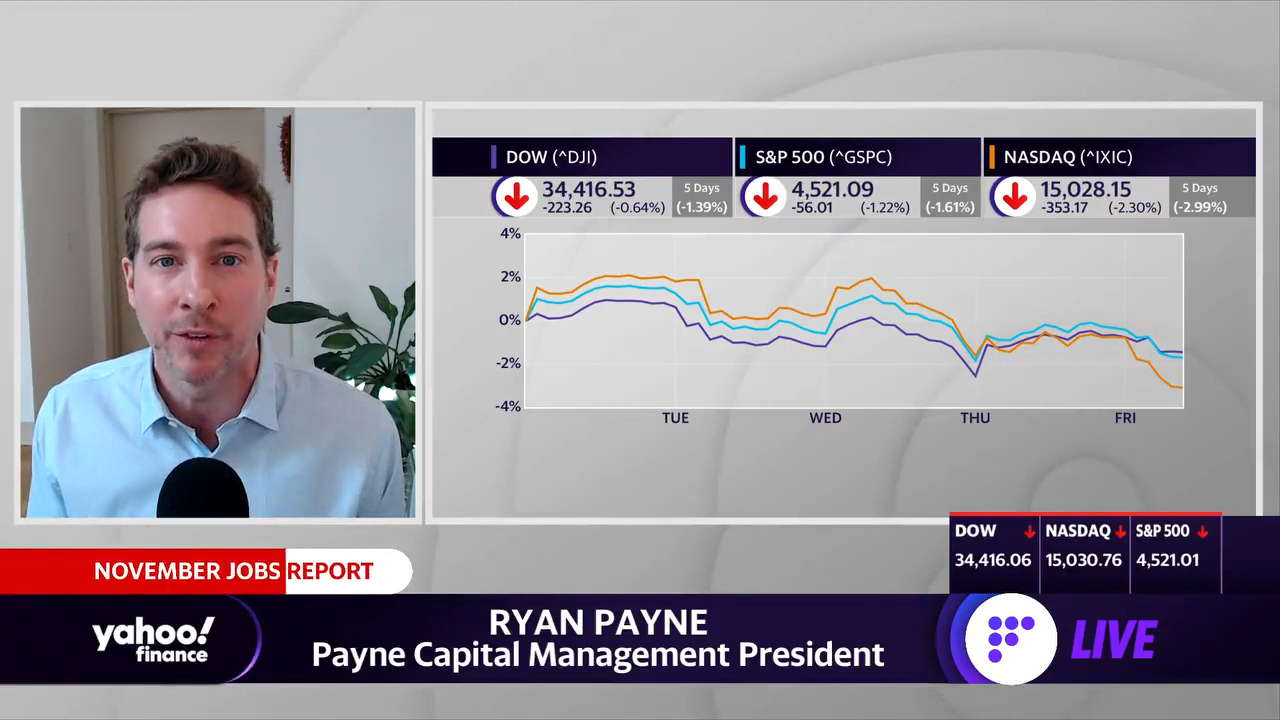 DOW (^DJI)
34,416.53
-223.26 (-0.64%)
5 Days
(-1.39%)
S&P 500 (^GSPC)
4,521.09
-56.01 (-1.22%)
5 Days
(-1.61%)
NASDAQ (^IXIC)
15,028.15
-353.17 (-2.30%)
5 Days
(-2.99%)
4%
2%
0%
-2%
-4%
TUE WED THU FRI
DOW NASDAQ S&P 500
34,416.06 15,030.76 4,521.01
NOVEMBER JOBS REPORT
yahoo!
finance
RYAN PAYNE
Payne Capital Management President
LIVE